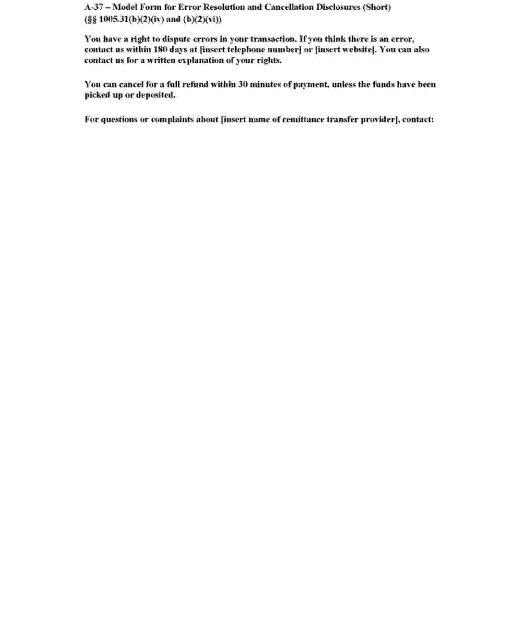 A-37 – Model Form for Error Resolution and Cancellation Disclosures (Short)
(§§ 1005.31(b)(2)(iv) and (b)(2)(vi))
You have a right to dispute errors in your transaction. If you think there is an error,
contact us within 180 days at [insert telephone number] or [insert website]. You can also
contact us for a written explanation of your rights.
You can cancel for a full refund within 30 minutes of payment, unless the funds have been
picked up or deposited.
For questions or complaints about [insert name of remittance transfer provider], contact: